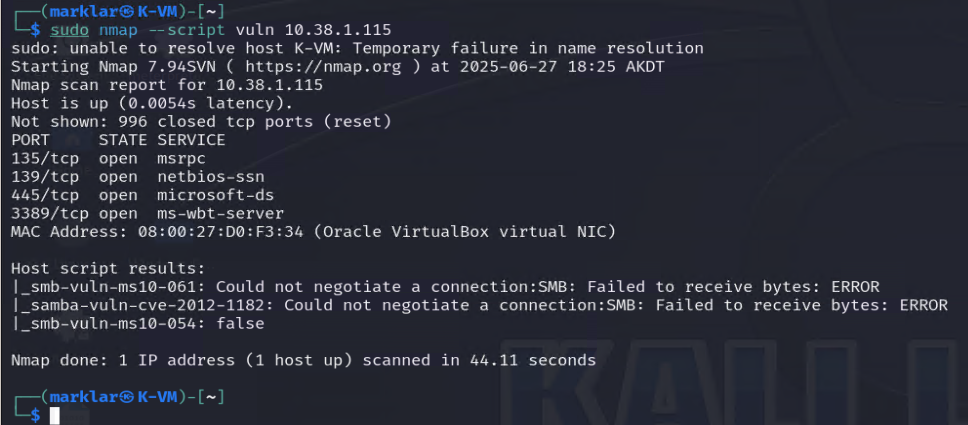 ┌──(marklar㉿K-VM)-[~]
└─$ sudo nmap --script vuln 10.38.1.115
sudo: unable to resolve host K-VM: Temporary failure in name resolution
Starting Nmap 7.94SVN ( https://nmap.org ) at 2025-06-27 18:25 AKDT
Nmap scan report for 10.38.1.115
Host is up (0.0054s latency).
Not shown: 996 closed tcp ports (reset)
PORT     STATE SERVICE
135/tcp  open  msrpc
139/tcp  open  netbios-ssn
445/tcp  open  microsoft-ds
3389/tcp open  ms-wbt-server
MAC Address: 08:00:27:D0:F3:34 (Oracle VirtualBox virtual NIC)
Host script results:
|_smb-vuln-ms10-061: Could not negotiate a connection:SMB: Failed to receive bytes: ERROR
|_samba-vuln-cve-2012-1182: Could not negotiate a connection:SMB: Failed to receive bytes: ERROR
|_smb-vuln-ms10-054: false
Nmap done: 1 IP address (1 host up) scanned in 44.11 seconds
┌──(marklar㉿K-VM)-[~]
└─$
KALI